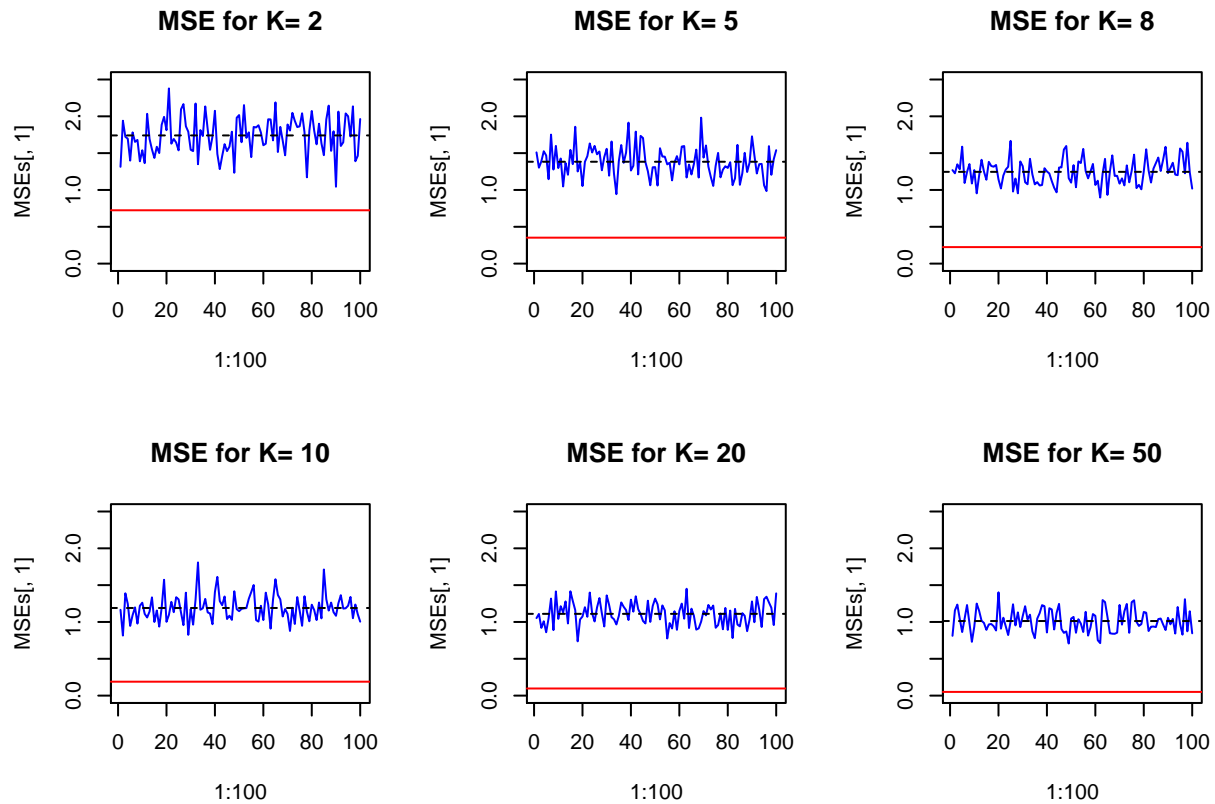 MSE for K= 2
MSEs[, 1]
0.0 1.0 2.0
0 20 40 60 80 100
1:100
MSE for K= 5
MSEs[, 1]
0.0 1.0 2.0
0 20 40 60 80 100
1:100
MSE for K= 8
MSEs[, 1]
0.0 1.0 2.0
0 20 40 60 80 100
1:100
MSE for K= 10
MSEs[, 1]
0.0 1.0 2.0
0 20 40 60 80 100
1:100
MSE for K= 20
MSEs[, 1]
0.0 1.0 2.0
0 20 40 60 80 100
1:100
MSE for K= 50
MSEs[, 1]
0.0 1.0 2.0
0 20 40 60 80 100
1:100